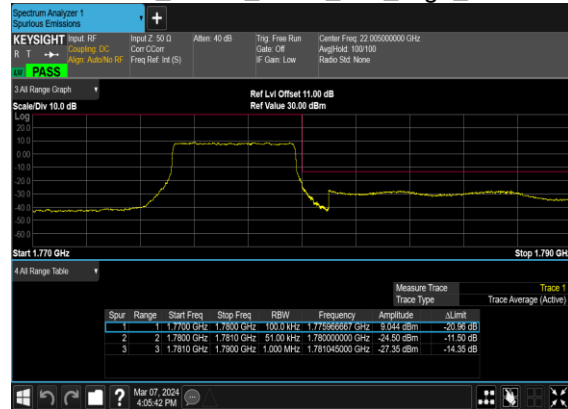 Spectrum Analyzer 1
Spurious Emissions
KEYSIGHT Input: RF Input Z: 50 Ω Atten: 40 dB Trig: Free Run Center Freq: 22.005000000 GHz
R T Coupling: DC Corr CCorr Gate: Off Avg|Hold: 100/100
Align: Auto/No RF Freq Ref: Int (S) IF Gain: Low Radio Std: None
PASS
3 All Range Graph
Ref Lvl Offset 11.00 dB
Scale/Div 10.0 dB Ref Value 30.00 dBm
Log
20.0
10.0
0.00
-10.0
-20.0
-30.0
-40.0
-50.0
-60.0
Start 1.770 GHz Stop 1.790 GHz
4 All Range Table
Measure Trace Trace 1
Trace Type Trace Average (Active)
Spur Range Start Freq Stop Freq RBW Frequency Amplitude ΔLimit
1 1 1.7700 GHz 1.7800 GHz 100.0 kHz 1.775966667 GHz 9.044 dBm -20.96 dB
2 2 1.7800 GHz 1.7810 GHz 51.00 kHz 1.780000000 GHz -24.50 dBm -11.50 dB
3 3 1.7810 GHz 1.7900 GHz 1.000 MHz 1.781045000 GHz -27.35 dBm -14.35 dB
Mar 07, 2024
4:05:42 PM